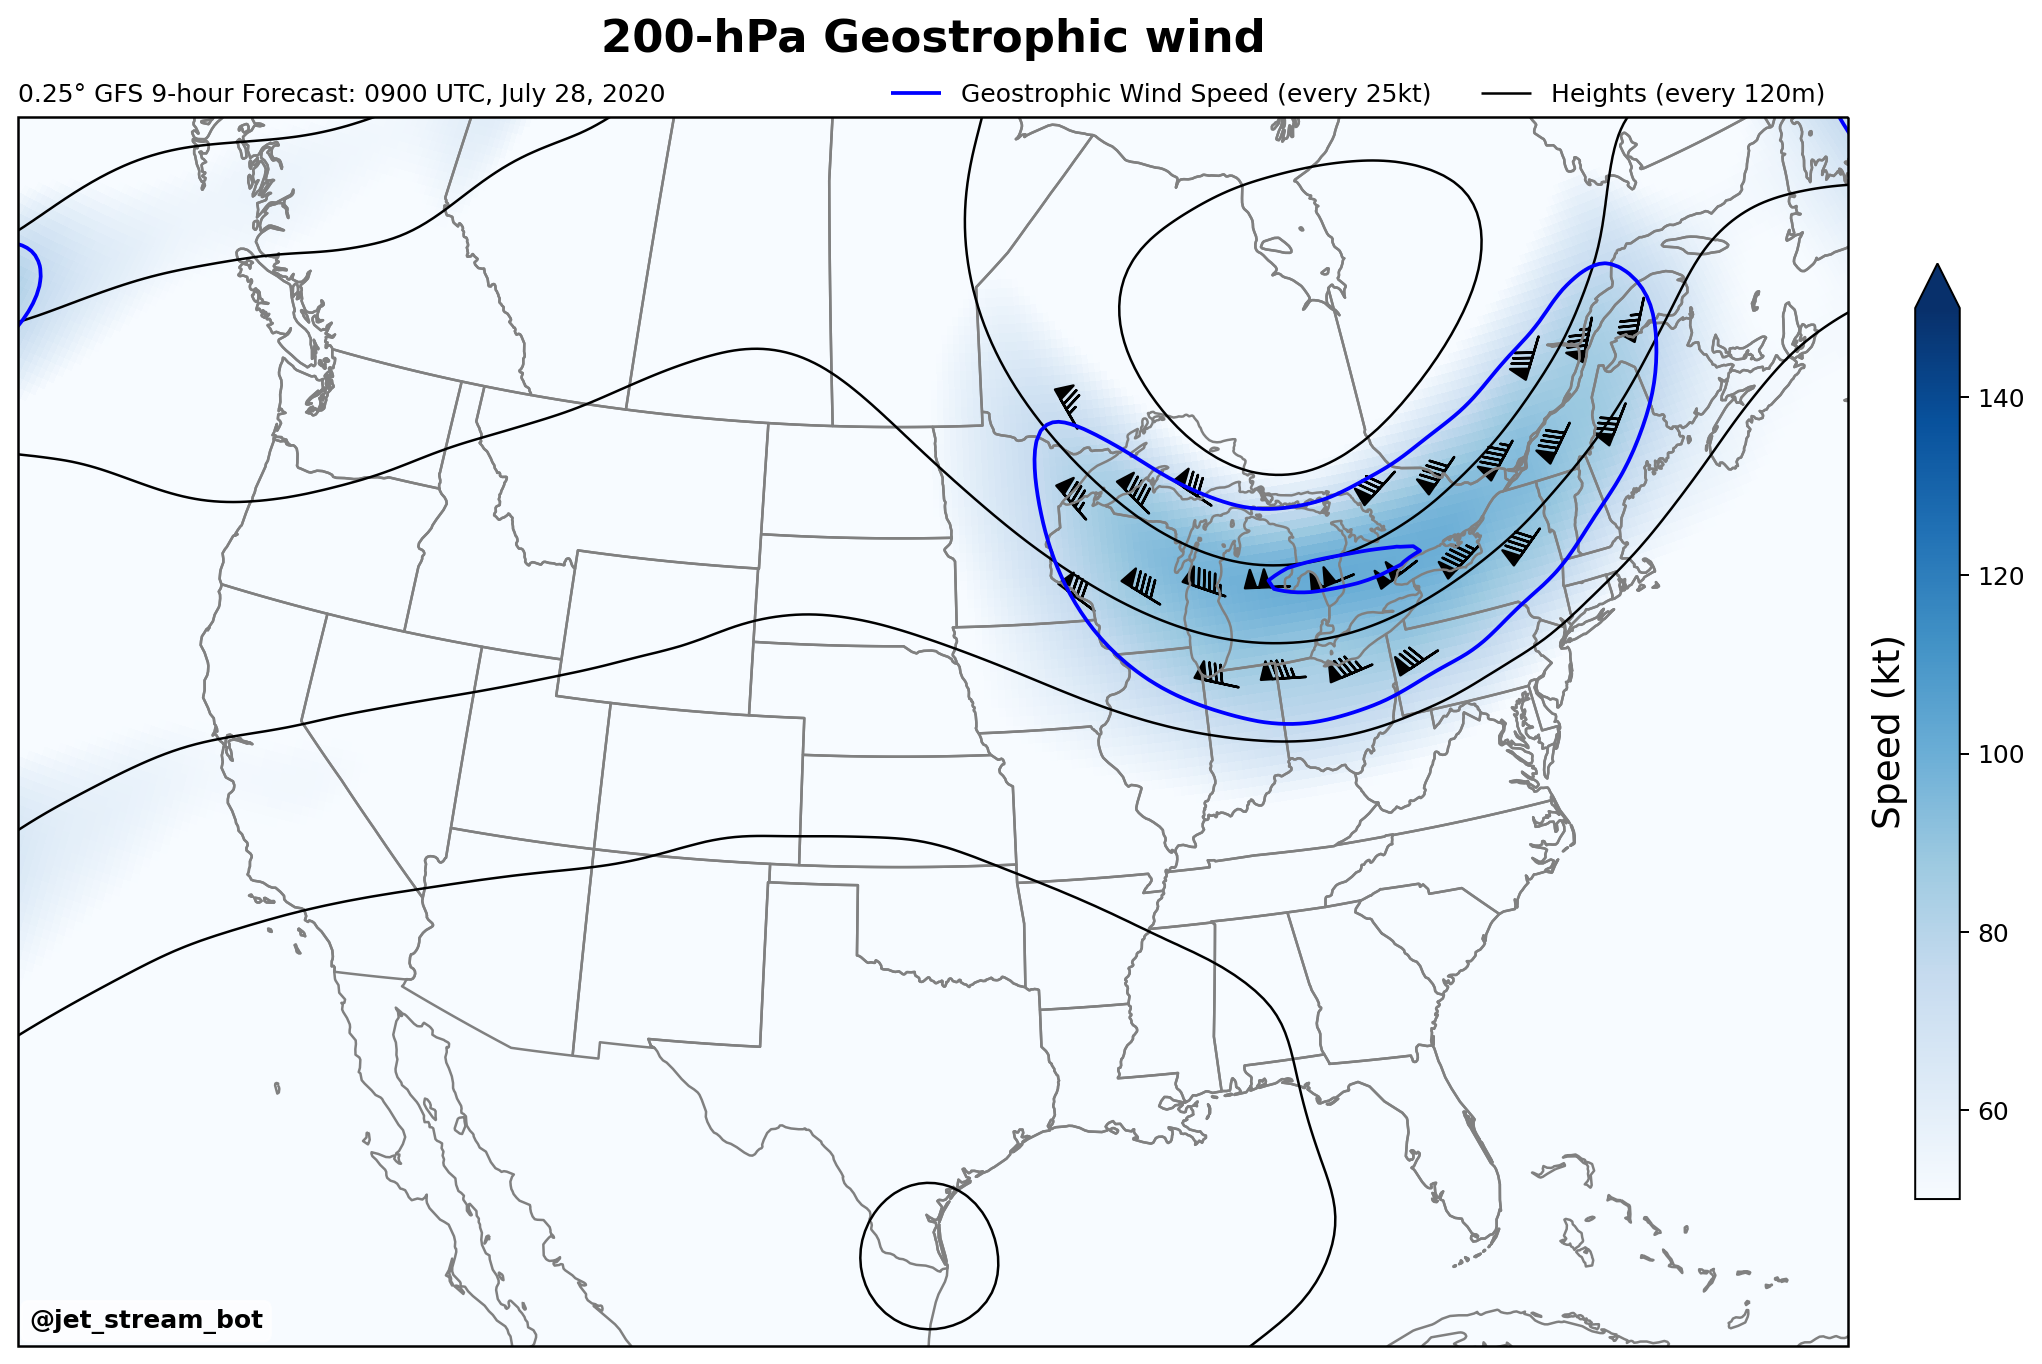 200-hPa Geostrophic wind
0.25° GFS 9-hour Forecast: 0900 UTC, July 28, 2020
Geostrophic Wind Speed (every 25kt)
Heights (every 120m)
140
120
100
80
60
Speed (kt)
@jet_stream_bot